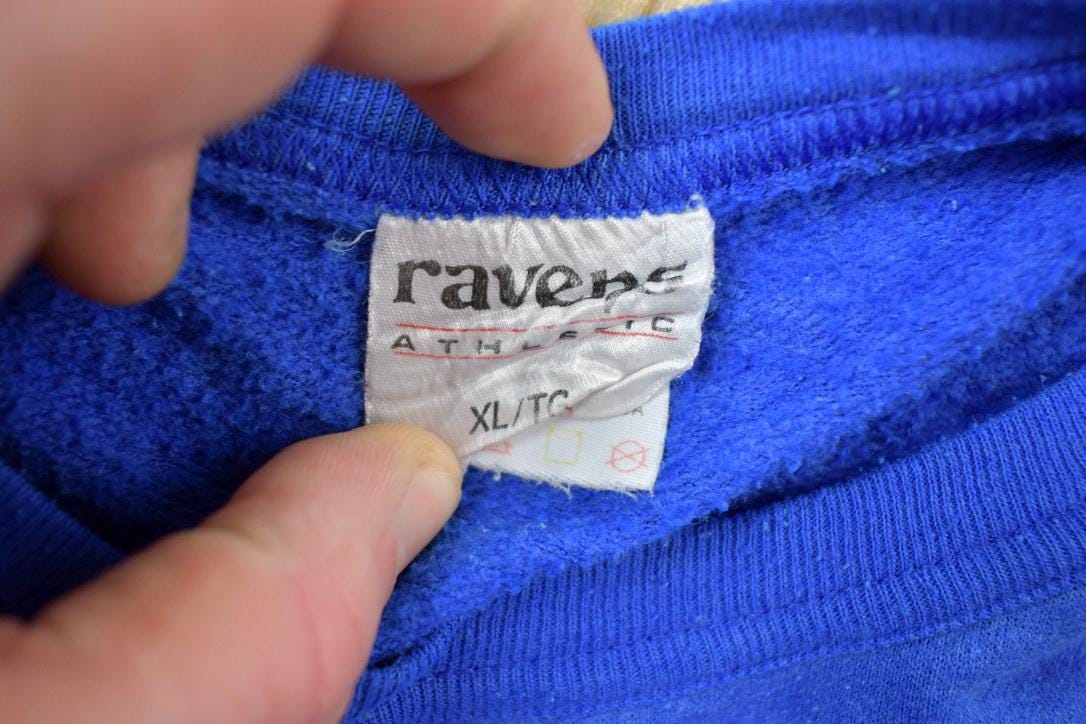 ravens
ATHLETIC
XL/TG